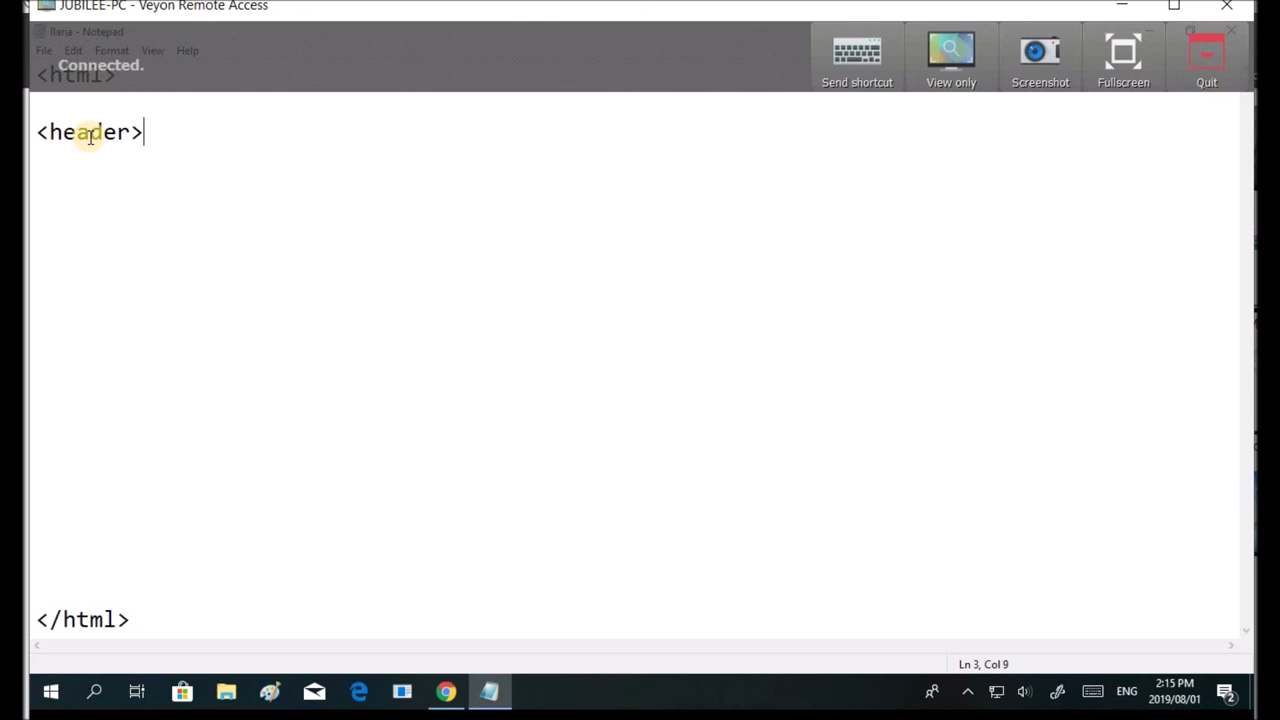 JUBILEE-PC - Veyon Remote Access
Ilaria - Notepad
File Edit Format View Help
Connected.
<html>
Send shortcut
View only
Screenshot
Fullscreen
Quit
<header>
</html>
Ln 3, Col 9
ENG
2:15 PM
2019/08/01
2